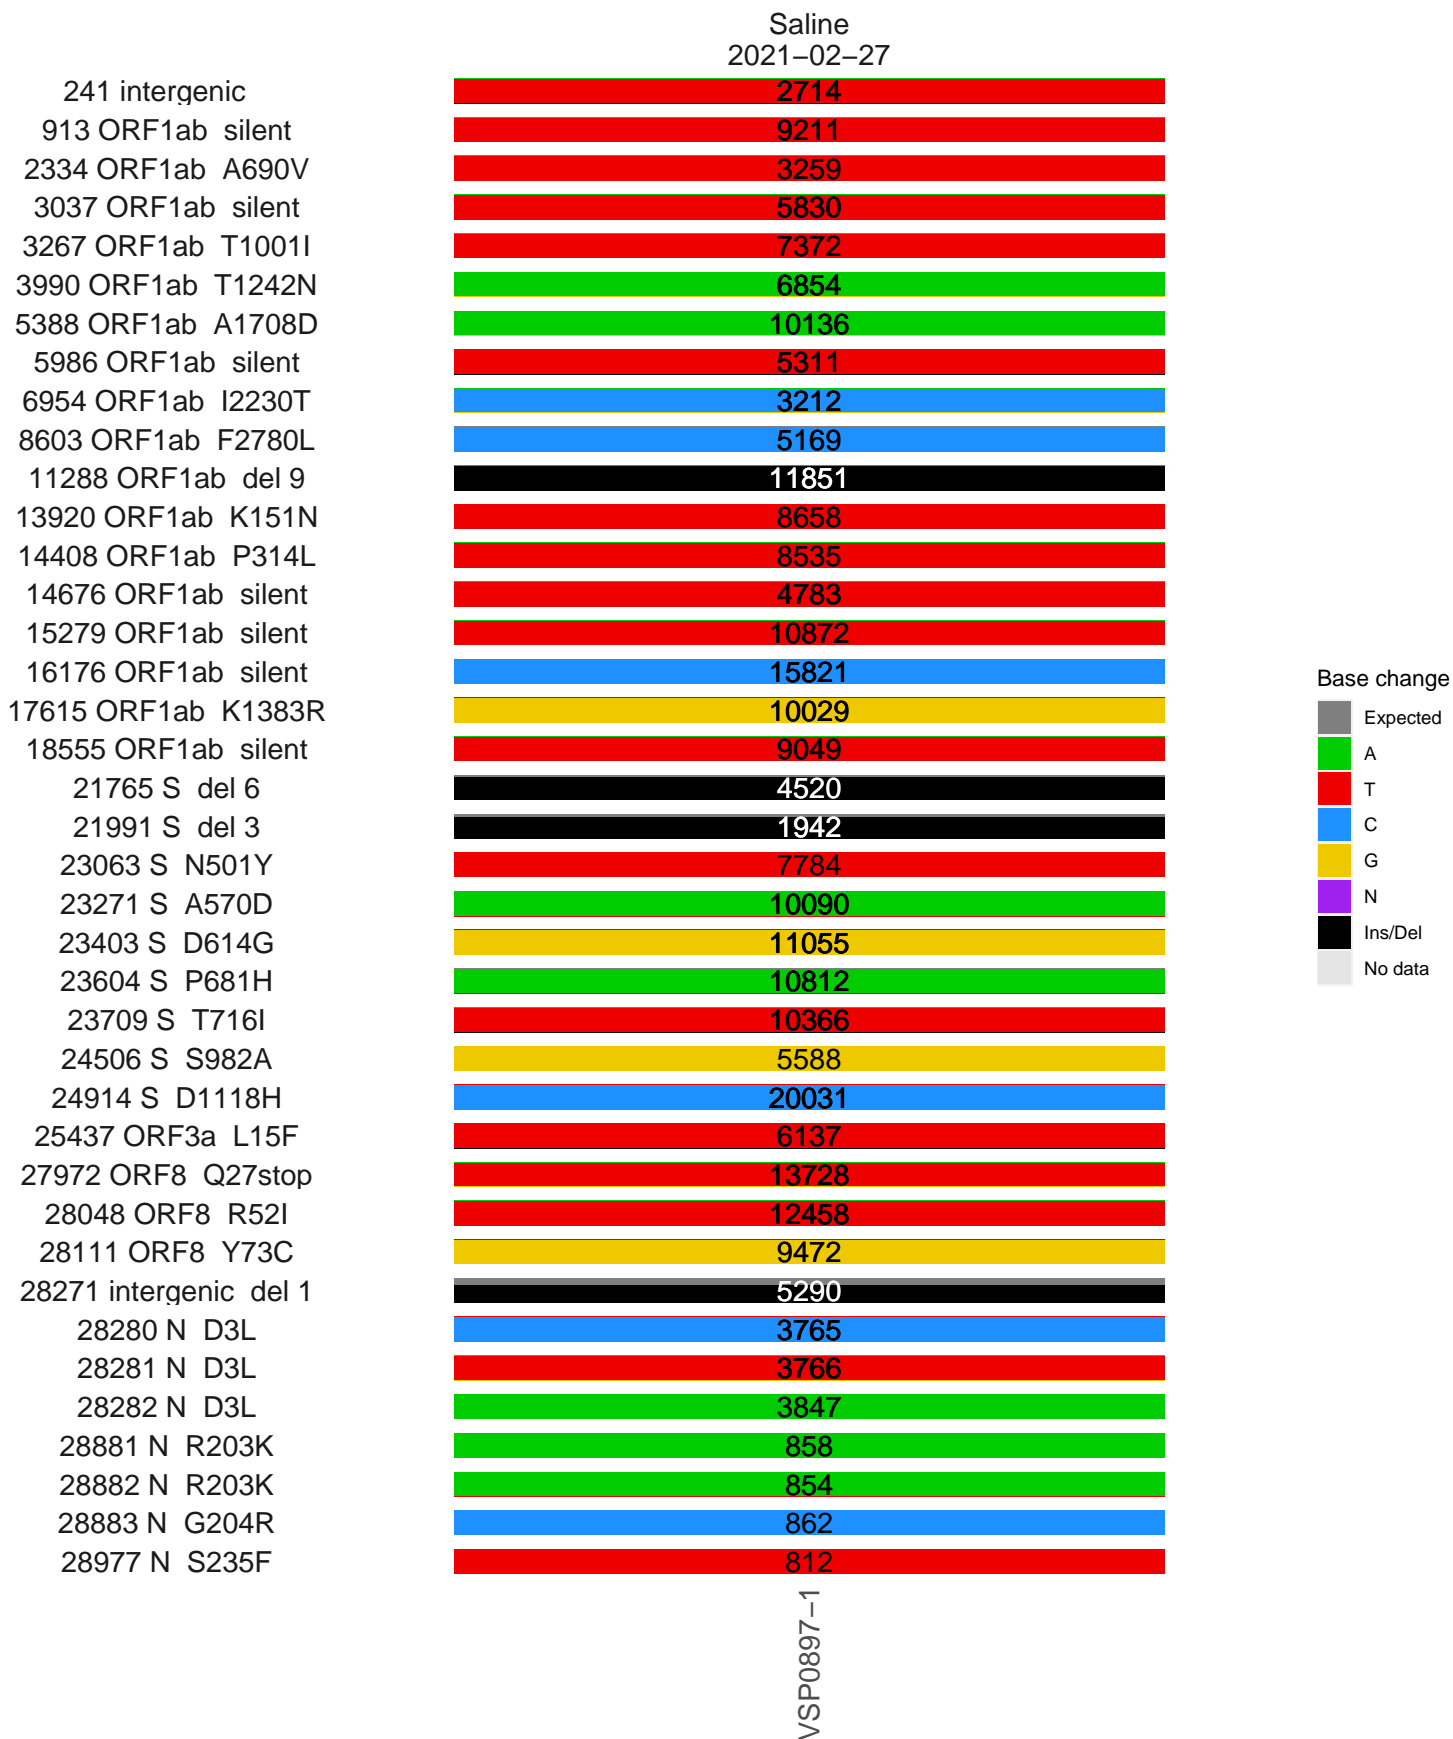 Saline
2021−02−27
241 intergenic 2714
913 ORF1ab silent 9211
2334 ORF1ab A690V 3259
3037 ORF1ab silent 5830
3267 ORF1ab T1001I 7372
3990 ORF1ab T1242N 6854
5388 ORF1ab A1708D 10136
5986 ORF1ab silent 5311
6954 ORF1ab I2230T 3212
8603 ORF1ab F2780L 5169
11288 ORF1ab del 9 11851
13920 ORF1ab K151N 8658
14408 ORF1ab P314L 8535
14676 ORF1ab silent 4783
15279 ORF1ab silent 10872
16176 ORF1ab silent 15821
17615 ORF1ab K1383R 10029
18555 ORF1ab silent 9049
21765 S del 6 4520
21991 S del 3 1942
23063 S N501Y 7784
23271 S A570D 10090
23403 S D614G 11055
23604 S P681H 10812
23709 S T716I 10366
24506 S S982A 5588
24914 S D1118H 20031
25437 ORF3a L15F 6137
27972 ORF8 Q27stop 13728
28048 ORF8 R52I 12458
28111 ORF8 Y73C 9472
28271 intergenic del 1 5290
28280 N D3L 3765
28281 N D3L 3766
28282 N D3L 3847
28881 N R203K 858
28882 N R203K 854
28883 N G204R 862
28977 N S235F 812
VSP0897−1
Base change
Expected
A
T
C
G
N
Ins/Del
No data